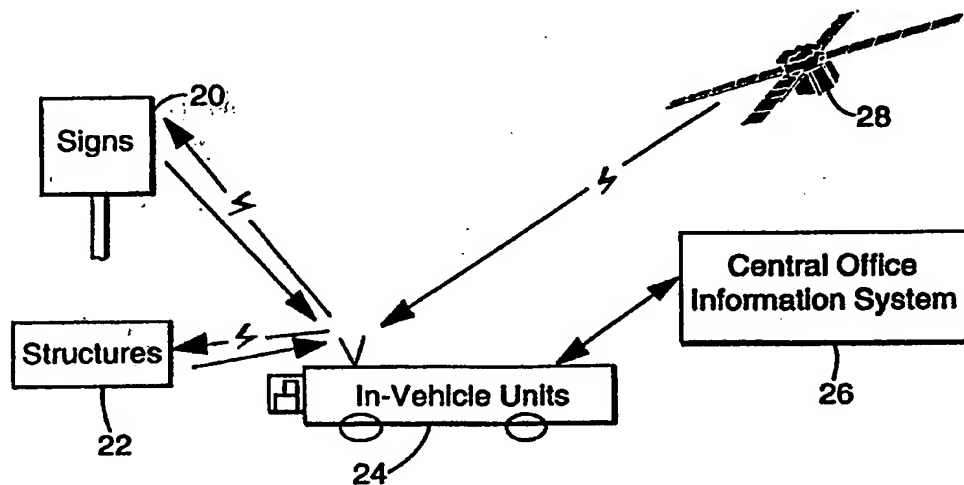 20
Signs
28
Central Office
Information System
Structures
In-Vehicle Units
26
22
24